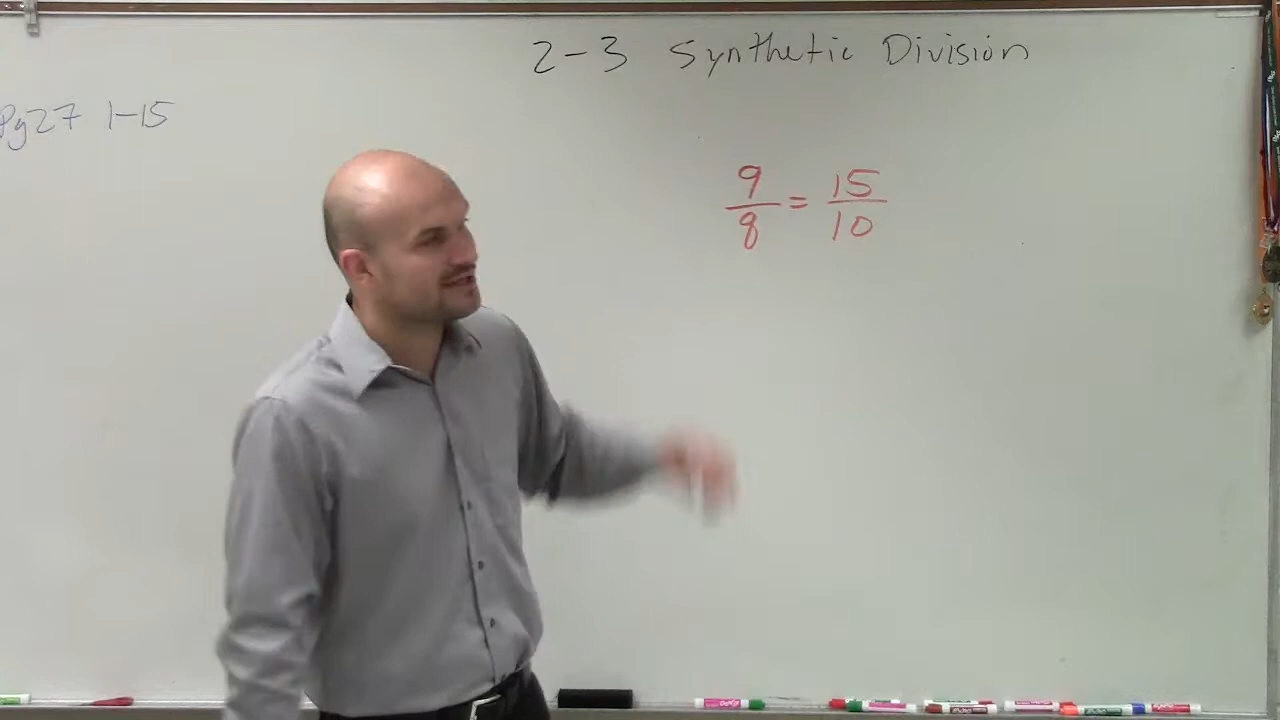 2-3 Synthetic Division
Pg27 1-15
9/8 = 15/10